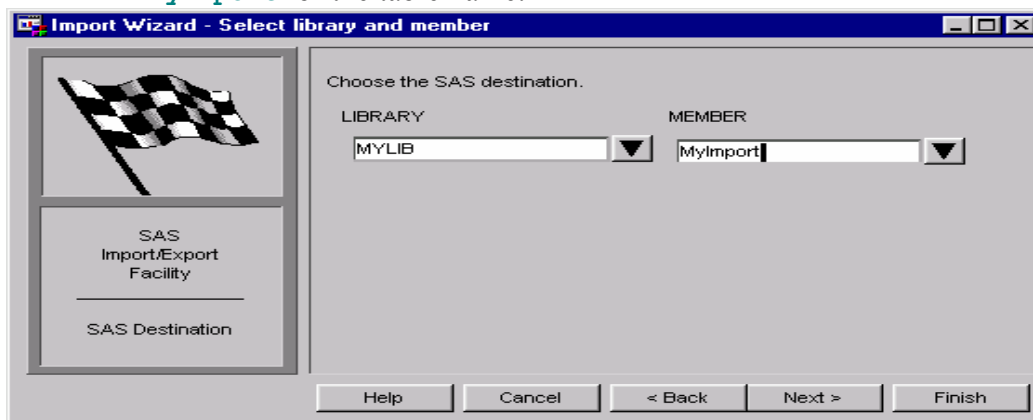 Import Wizard - Select library and member
Choose the SAS destination.
LIBRARY MEMBER
MYLIB MyImport
SAS
Import/Export
Facility
SAS Destination
Help Cancel < Back Next > Finish